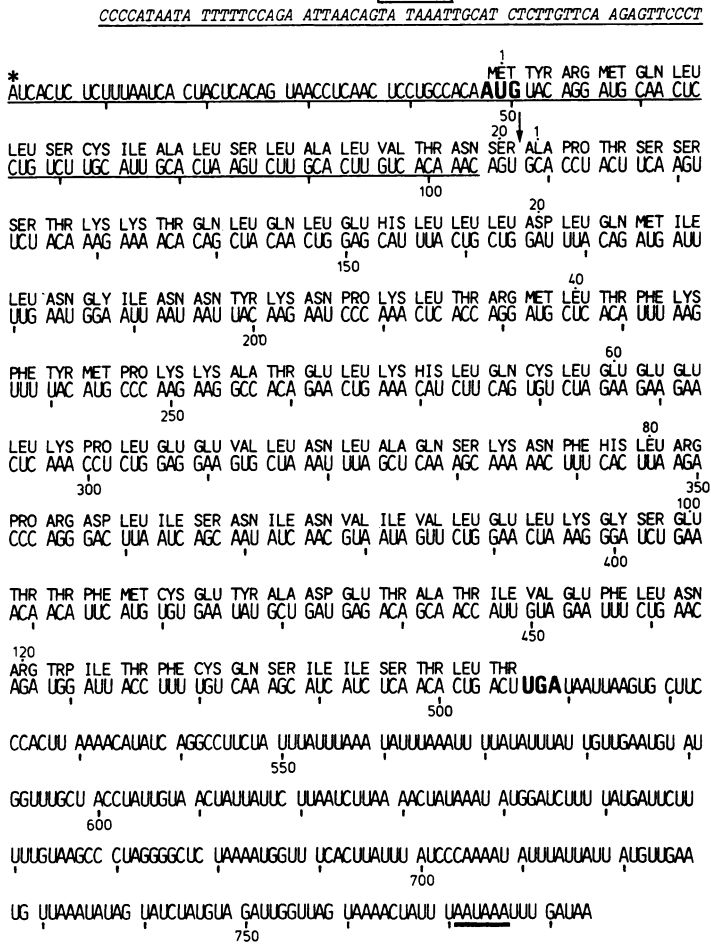 CCCCATAATA TTTTTCCAGA ATTAACAGTA TAAATTGCAT CTCTTGTTCA AGAGTTCCCT
1
* MET TYR ARG MET GLN LEU
AUCACUC UCUUUAAUCA CUACUCACAG UAACCUCAAC UCCUGCCACA AUG UAC AGG AUG CAA CUC
50 20 1
LEU SER CYS ILE ALA LEU SER LEU ALA LEU VAL THR ASN SER ALA PRO THR SER SER
CUG UCU UGC AUU GCA CUA AGU CUU GCA CUU GUC ACA AAC AGU GCA CCU ACU UCA AGU
100
SER THR LYS LYS THR GLN LEU GLN LEU GLU HIS LEU LEU LEU ASP LEU GLN MET ILE
20
UCU ACA AAG AAA ACA CAG CUA CAA CUG GAG CAU UUA CUG CUG GAU UUA CAG AUG AUU
150
LEU ASN GLY ILE ASN ASN TYR LYS ASN PRO LYS LEU THR ARG MET LEU THR PHE LYS
40
UUG AAU GGA AUU AAU AAU UAC AAG AAU CCC AAA CUC ACC AGG AUG CUC ACA UUU AAG
200
PHE TYR MET PRO LYS LYS ALA THR GLU LEU LYS HIS LEU GLN CYS LEU GLU GLU GLU
60
UUU UAC AUG CCC AAG AAG GCC ACA GAA CUG AAA CAU CUU CAG UGU CUA GAA GAA GAA
250
LEU LYS PRO LEU GLU GLU VAL LEU ASN LEU ALA GLN SER LYS ASN PHE HIS LEU ARG
80
CUC AAA CCU CUG GAG GAA GUG CUA AAU UUA GCU CAA AGC AAA AAC UUU CAC UUA AGA
300 350
PRO ARG ASP LEU ILE SER ASN ILE ASN VAL ILE VAL LEU GLU LEU LYS GLY SER GLU
100
CCC AGG GAC UUA AUC AGC AAU AUC AAC GUA AUA GUU CUG GAA CUA AAG GGA UCU GAA
400
THR THR PHE MET CYS GLU TYR ALA ASP GLU THR ALA THR ILE VAL GLU PHE LEU ASN
ACA ACA UUC AUG UGU GAA UAU GCU GAU GAG ACA GCA ACC AUU GUA GAA UUU CUG AAC
450
120
ARG TRP ILE THR PHE CYS GLN SER ILE ILE SER THR LEU THR
AGA UGG AUU ACC UUU UGU CAA AGC AUC AUC UCA ACA CUG ACU UGA UAAUUAAGUG CUUC
500
CCACUU AAAACAUAUC AGGCCUUCUA UUUAUUUAAA UAUUUAAAUU UUAUAUUUAU UGUUGAAUGU AU
550
GGUUUGCU ACCUAUUGUA ACUAUUAUUC UUAAUCUUAA AACUAUAAAU AUGGAUCUUU UAUGAUUCUU
600
UUUGUAAGCC CUAGGGGCUC UAAAAUGGUU UCACUUAUUU AUCCCAAAAU AUUUAUUAUU AUGUUGAA
700
UG UUAAAUAUAG UAUCUAUGUA GAUUGGUUAG UAAAACUAUU UAAUAAAUUU GAUAA
750